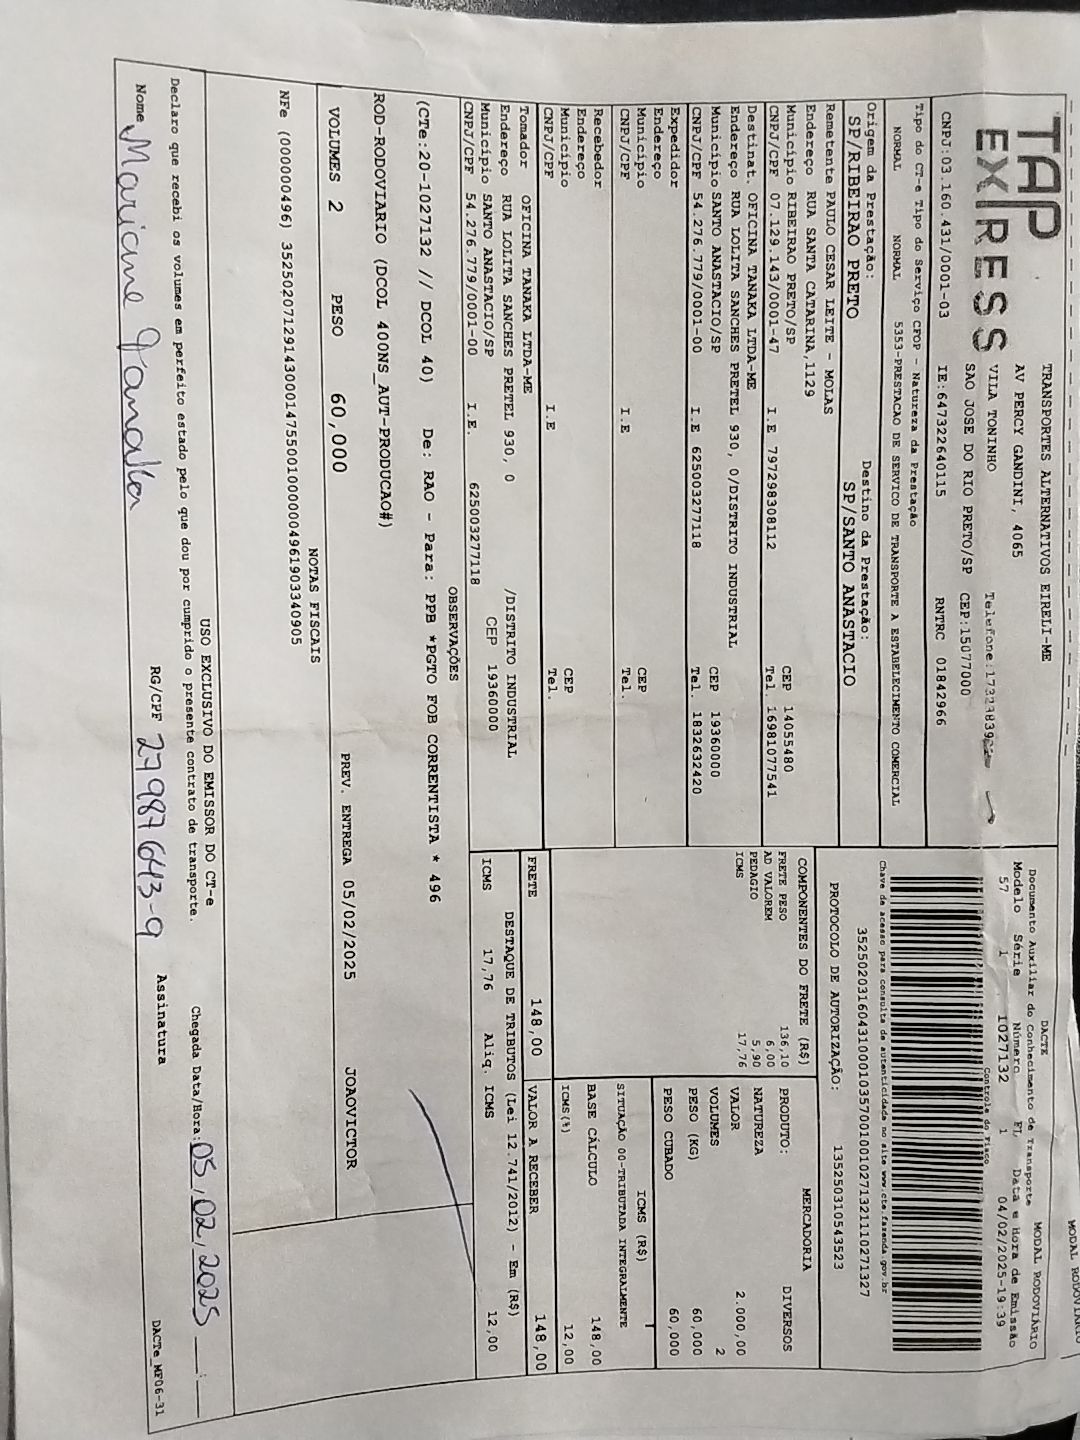 TAP
EXPRESS
TRANSPORTES ALTERNATIVOS EIRELI-ME
AV PERCY GANDINI, 4065
VILA TONINHO
SAO JOSE DO RIO PRETO/SP CEP:15077000
CNPJ:03.160.431/0001-03 IE:647322640115 RNTRC 01842966
DACTE
MODAL RODOVIÁRIO
Documento Auxiliar do Conhecimento de Transporte
Modelo Série Número FL Data e Hora de Emissão
57 1 1027132 1 04/02/2025-19:39
Controle do Fisco
Tipo do CT-e Tipo do Serviço CFOP - Natureza da Prestação
NORMAL NORMAL 5353-PRESTACAO DE SERVICO DE TRANSPORTE A ESTABELECIMENTO COMERCIAL
Chave de acesso para consulta de autenticidade no site www.cte.fazenda.gov.br
Origem da Prestação: Destino da Prestação:
SP/RIBEIRAO PRETO SP/SANTO ANASTACIO
PROTOCOLO DE AUTORIZAÇÃO: 135250310543523
Remetente PAULO CESAR LEITE - MOLAS
Endereço RUA SANTA CATARINA,1129
Município RIBEIRAO PRETO/SP CEP 14055480
CNPJ/CPF 07.129.143/0001-47 I.E 797298308112 Tel. 16981077541
Destinat. OFICINA TANAKA LTDA-ME
Endereço RUA LOLITA SANCHES PRETEL 930, 0/DISTRITO INDUSTRIAL
Município SANTO ANASTACIO/SP CEP 19360000
CNPJ/CPF 54.276.779/0001-00 I.E 625003277118 Tel. 1832632420
Expedidor
Endereço
Município CEP
CNPJ/CPF I.E Tel.
Recebedor
Endereço
Município CEP
CNPJ/CPF I.E Tel.
Tomador OFICINA TANAKA LTDA-ME
Endereço RUA LOLITA SANCHES PRETEL 930, 0 /DISTRITO INDUSTRIAL
Município SANTO ANASTACIO/SP CEP 19360000
CNPJ/CPF 54.276.779/0001-00 I.E. 625003277118
COMPONENTES DO FRETE (R$)
FRETE PESO 136,10
AD VALOREM 6,00
PEDAGIO 5,90
ICMS 17,76
MERCADORIA
PRODUTO: DIVERSOS
NATUREZA
VALOR 2.000,00
VOLUMES 2
PESO (KG) 60,000
PESO CUBADO 60,000
ICMS (R$)
SITUAÇÃO 00-TRIBUTADA INTEGRALMENTE
BASE CÁLCULO 148,00
ICMS(%) 12,00
FRETE 148,00 VALOR A RECEBER 148,00
DESTAQUE DE TRIBUTOS (Lei 12.741/2012) - Em (R$)
ICMS 17,76 Aliq. ICMS 12,00
OBSERVAÇÕES
(CTe:20-1027132 // DCOL 40) De: RAO - Para: PPB *PGTO FOB CORRENTISTA * 496
ROD-RODOVIARIO (DCOL 400NS_AUT-PRODUCAO#)
VOLUMES 2 PESO 60,000 PREV. ENTREGA 05/02/2025 JOAOVICTOR
NOTAS FISCAIS
USO EXCLUSIVO DO EMISSOR DO CT-e
Declaro que recebi os volumes em perfeito estado pelo que dou por cumprido o presente contrato de transporte.
Chegada Data/Hora: 05/02/2025 __:__
Nome Mariane Tanaka RG/CPF 27987643-9 Assinatura
DACTe_MF06-31